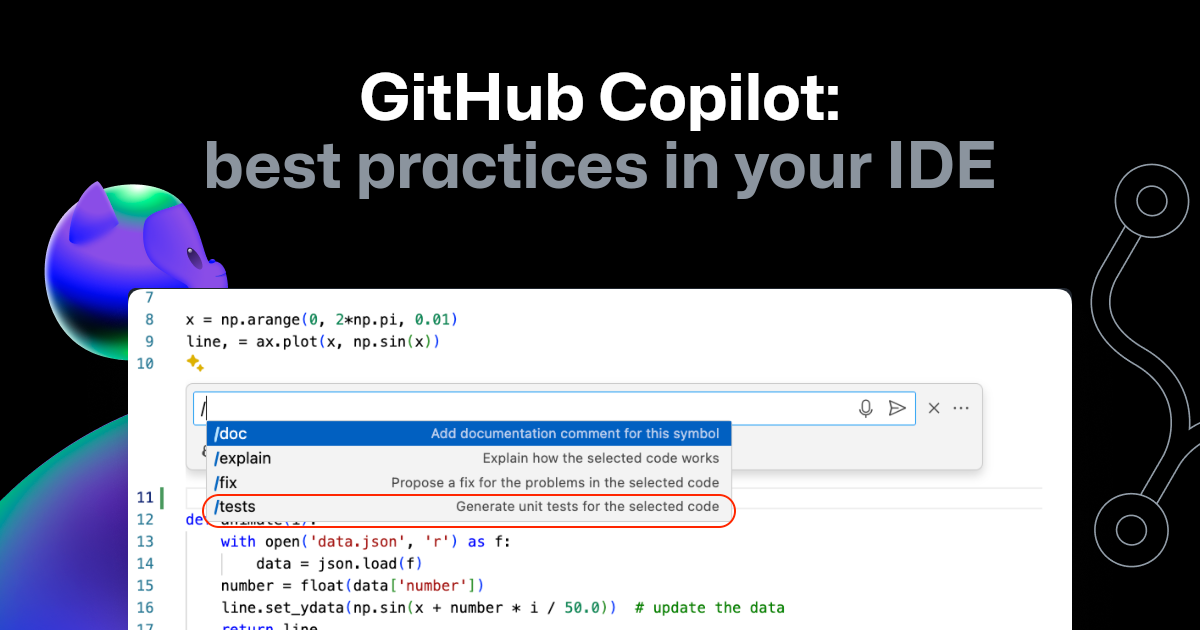 GitHub Copilot:
best practices in your IDE
7
8 x = np.arange(0, 2*np.pi, 0.01)
9 line, = ax.plot(x, np.sin(x))
10
/
/doc Add documentation comment for this symbol
/explain Explain how the selected code works
/fix Propose a fix for the problems in the selected code
11
/tests Generate unit tests for the selected code
12 def animate(i):
13 with open('data.json', 'r') as f:
14 data = json.load(f)
15 number = float(data['number'])
16 line.set_ydata(np.sin(x + number * i / 50.0)) # update the data
17 return line